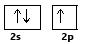 ↑↓ ↑
2s 2p